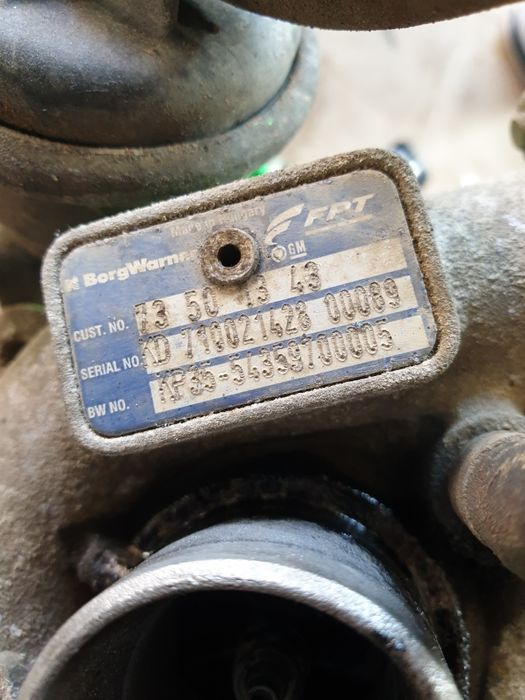 Made in Hungary
FPT
GM
BorgWarner
CUST. NO. 73 50 13 43
SERIAL NO. KD 710021428 00089
BW NO. KP35-54359700005